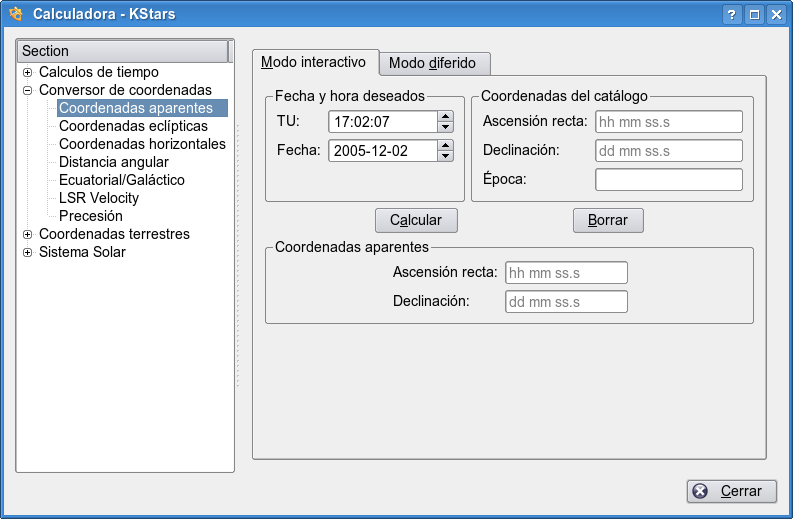 Calculadora - KStars
Section
Calculos de tiempo
Conversor de coordenadas
Coordenadas aparentes
Coordenadas eclípticas
Coordenadas horizontales
Distancia angular
Ecuatorial/Galáctico
LSR Velocity
Precesión
Coordenadas terrestres
Sistema Solar
Modo interactivo
Modo diferido
Fecha y hora deseados
TU: 17:02:07
Fecha: 2005-12-02
Coordenadas del catálogo
Ascensión recta: hh mm ss.s
Declinación: dd mm ss.s
Época:
Calcular
Borrar
Coordenadas aparentes
Ascensión recta: hh mm ss.s
Declinación: dd mm ss.s
Cerrar